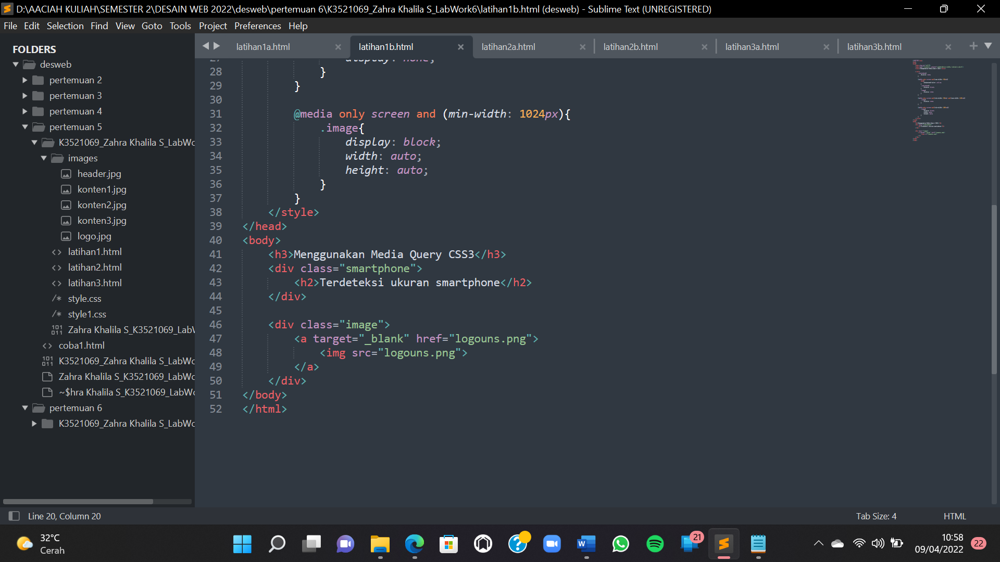 D:\AACIAH KULIAH\SEMESTER 2\DESAIN WEB 2022\desweb\pertemuan 6\K3521069_Zahra Khalila S_LabWork6\latihan1b.html (desweb) - Sublime Text (UNREGISTERED)
File Edit Selection Find View Goto Tools Project Preferences Help
FOLDERS
desweb
pertemuan 2
pertemuan 3
pertemuan 4
pertemuan 5
K3521069_Zahra Khalila S_LabWo
images
header.jpg
konten1.jpg
konten2.jpg
konten3.jpg
logo.jpg
latihan1.html
latihan2.html
latihan3.html
/* style.css
/* style1.css
Zahra Khalila S_K3521069_LabW
coba1.html
K3521069_Zahra Khalila S_LabWo
Zahra Khalila S_K3521069_LabWo
~$hra Khalila S_K3521069_LabWo
pertemuan 6
K3521069_Zahra Khalila S_LabWo
latihan1a.html latihan1b.html latihan2a.html latihan2b.html latihan3a.html latihan3b.html
27 display: none;
28 }
29 }
30
31 @media only screen and (min-width: 1024px){
32 .image{
33 display: block;
34 width: auto;
35 height: auto;
36 }
37 }
38 </style>
39 </head>
40 <body>
41 <h3>Menggunakan Media Query CSS3</h3>
42 <div class="smartphone">
43 <h2>Terdeteksi ukuran smartphone</h2>
44 </div>
45
46 <div class="image">
47 <a target="_blank" href="logouns.png">
48 <img src="logouns.png">
49 </a>
50 </div>
51 </body>
52 </html>
Line 20, Column 20
Tab Size: 4 HTML
32°C
Cerah
21
10:58
09/04/2022
22